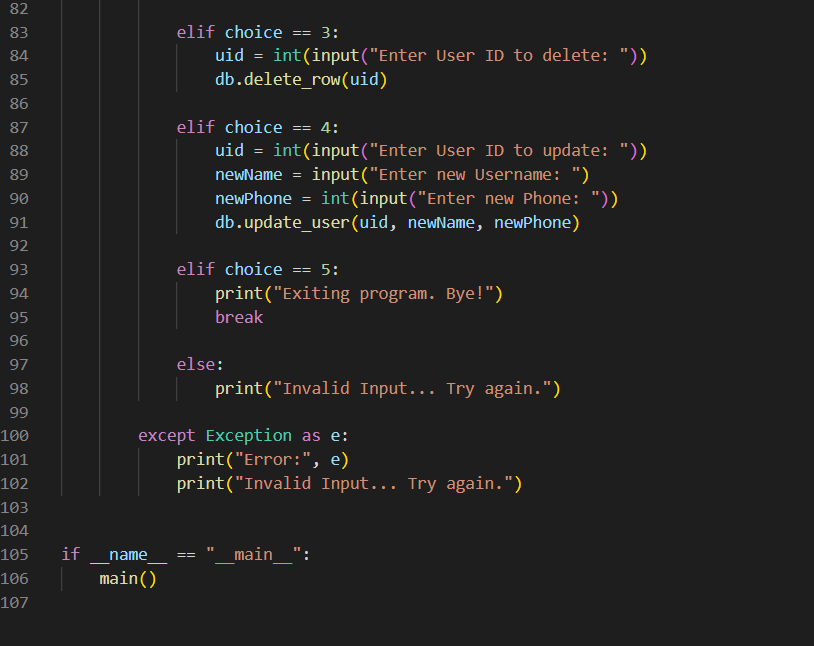 82
83 elif choice == 3:
84 uid = int(input("Enter User ID to delete: "))
85 db.delete_row(uid)
86
87 elif choice == 4:
88 uid = int(input("Enter User ID to update: "))
89 newName = input("Enter new Username: ")
90 newPhone = int(input("Enter new Phone: "))
91 db.update_user(uid, newName, newPhone)
92
93 elif choice == 5:
94 print("Exiting program. Bye!")
95 break
96
97 else:
98 print("Invalid Input... Try again.")
99
100 except Exception as e:
101 print("Error:", e)
102 print("Invalid Input... Try again.")
103
104
105 if __name__ == "__main__":
106 main()
107